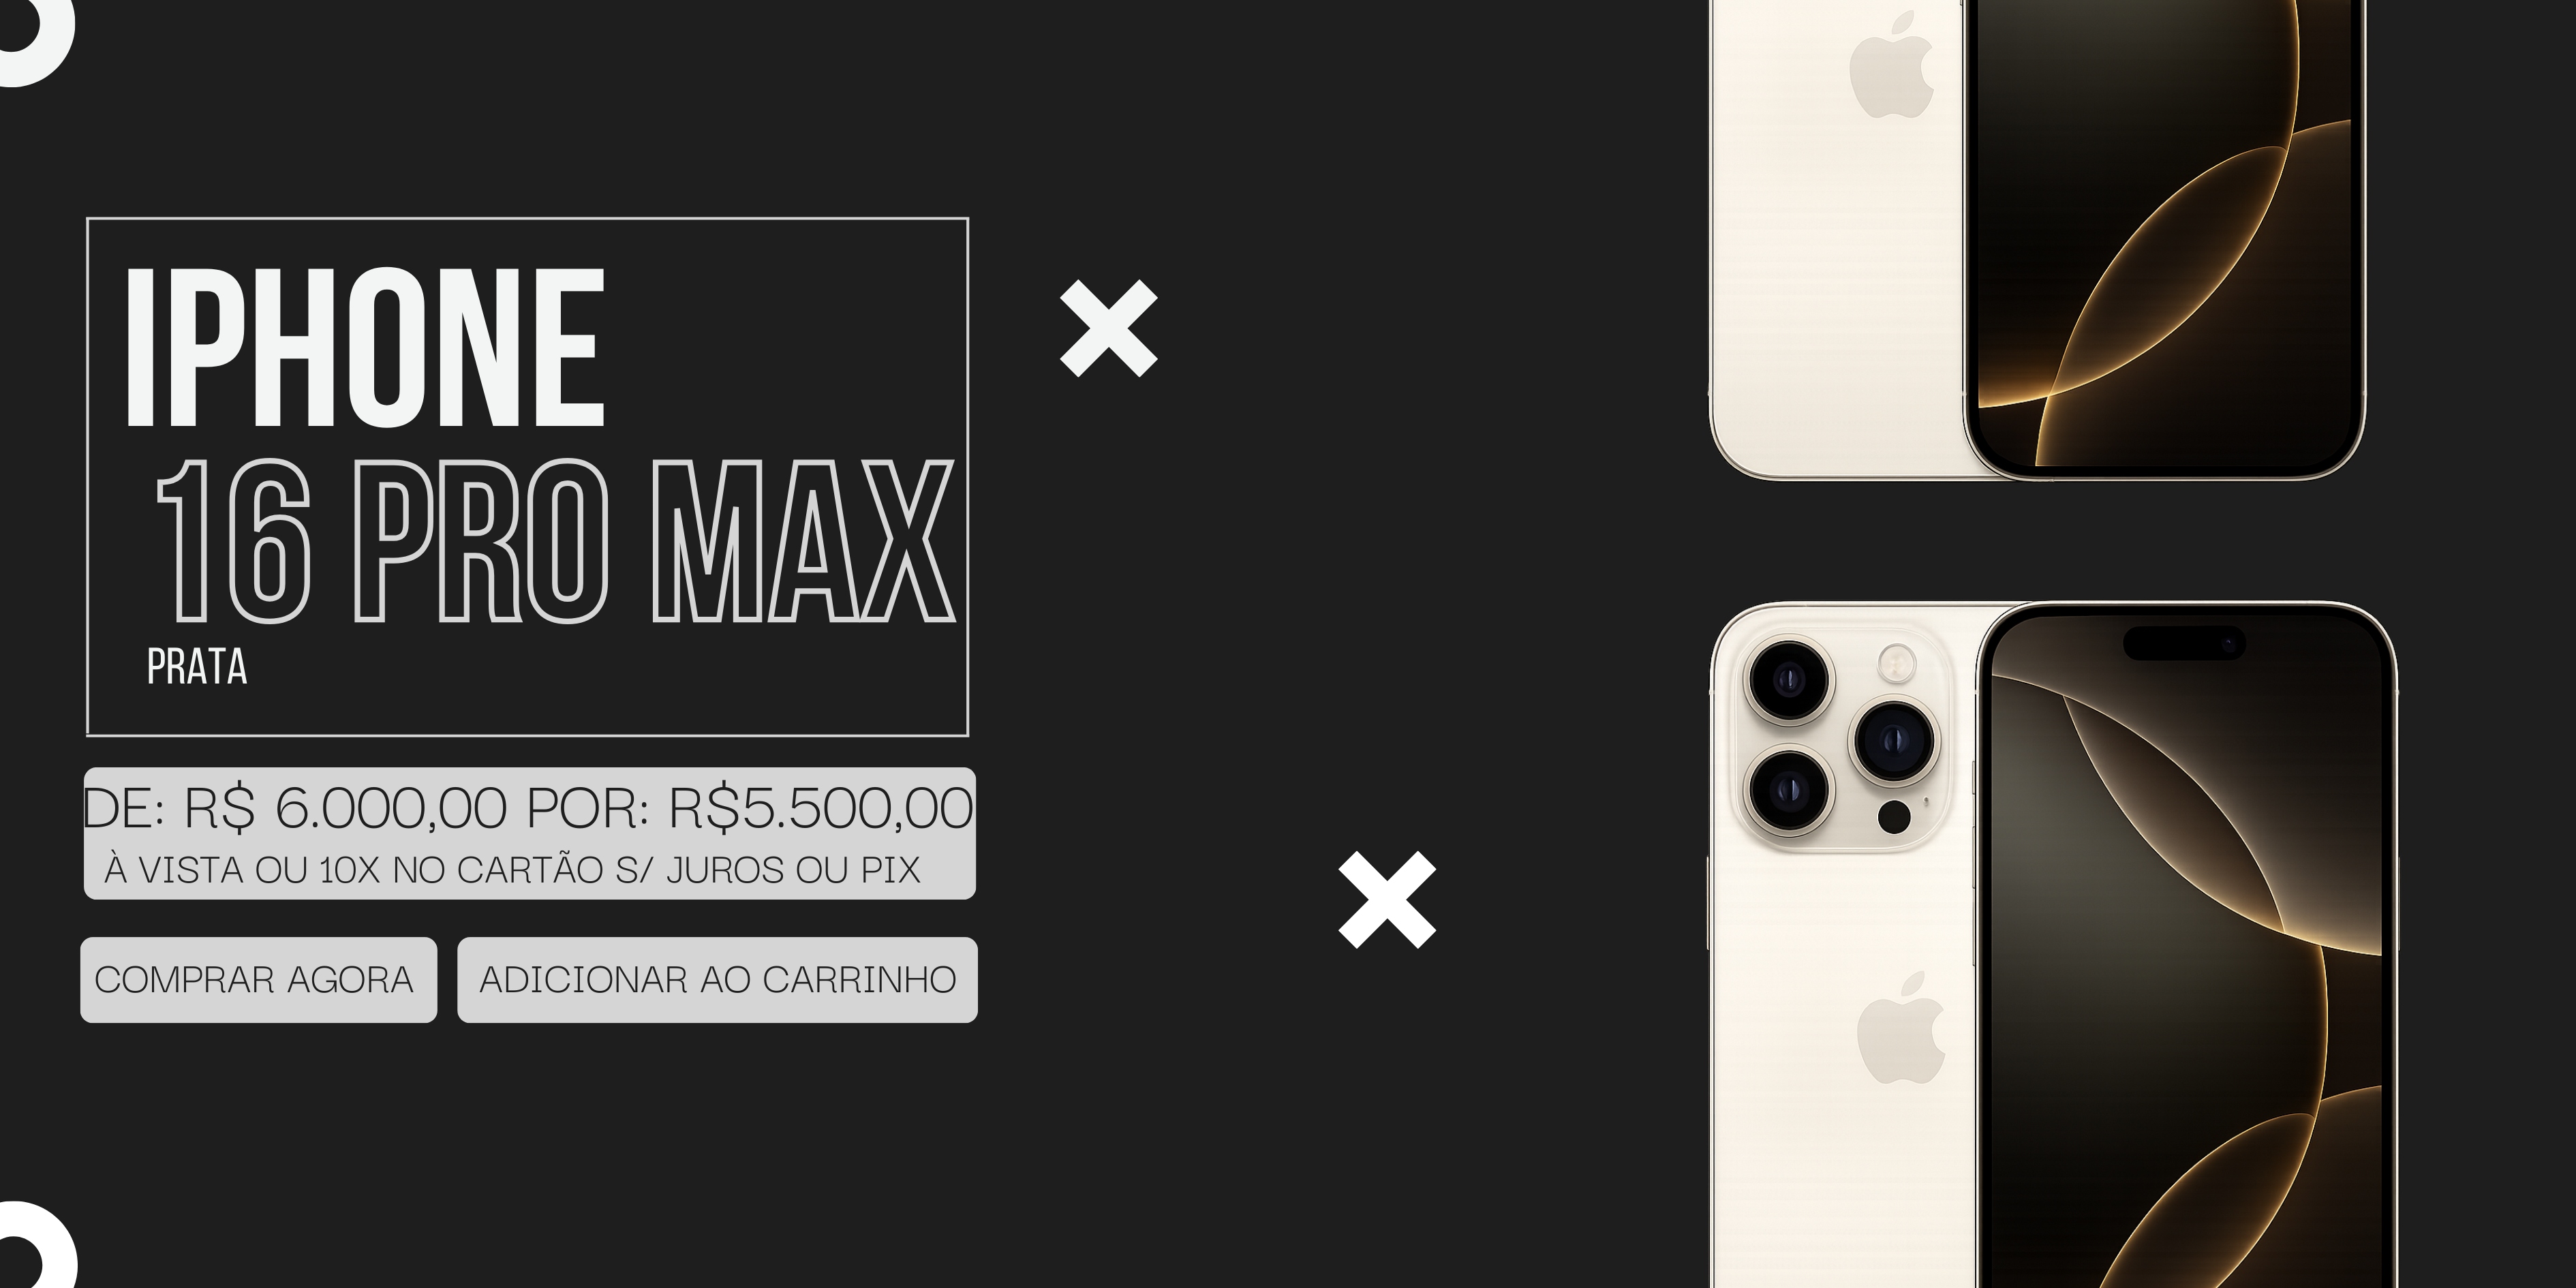 IPHONE
16 PRO MAX
PRATA
DE: R$ 6.000,00 POR: R$5.500,00
À VISTA OU 10X NO CARTÃO S/ JUROS OU PIX
COMPRAR AGORA
ADICIONAR AO CARRINHO